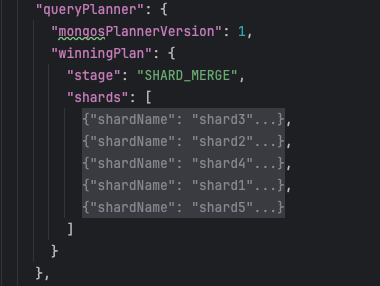 "queryPlanner": {
"mongosPlannerVersion": 1,
"winningPlan": {
"stage": "SHARD_MERGE",
"shards": [
{"shardName": "shard3"...},
{"shardName": "shard2"...},
{"shardName": "shard4"...},
{"shardName": "shard1"...},
{"shardName": "shard5"...}
]
}
},